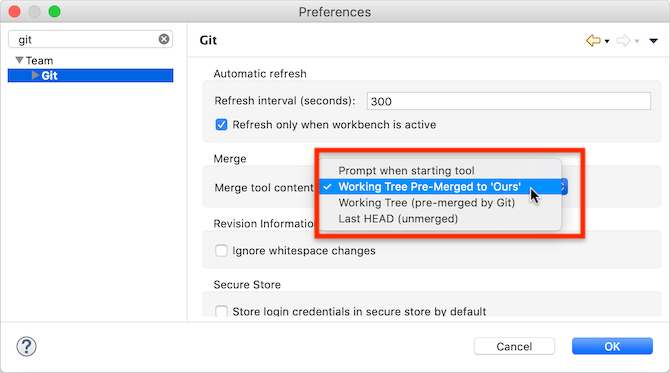 Preferences
git
Team
Git
Git
Automatic refresh
Refresh interval (seconds): 300
Refresh only when workbench is active
Merge
Merge tool content
Prompt when starting tool
Working Tree Pre-Merged to 'Ours'
Working Tree (pre-merged by Git)
Last HEAD (unmerged)
Revision Information
Ignore whitespace changes
Secure Store
Store login credentials in secure store by default
Cancel
OK